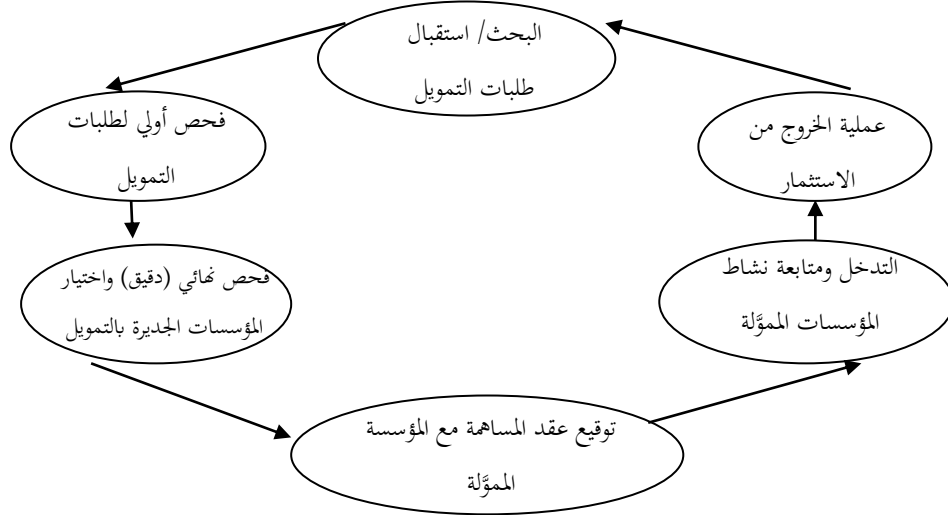 البحث/ استقبال
طلبات التمويل
فحص أولي لطلبات
التمويل
فحص نهائي (دقيق) واختيار
المؤسسات الجديرة بالتمويل
توقيع عقد المساهمة مع المؤسسة
المموَّلة
التدخل ومتابعة نشاط
المؤسسات المموَّلة
عملية الخروج من
الاستثمار